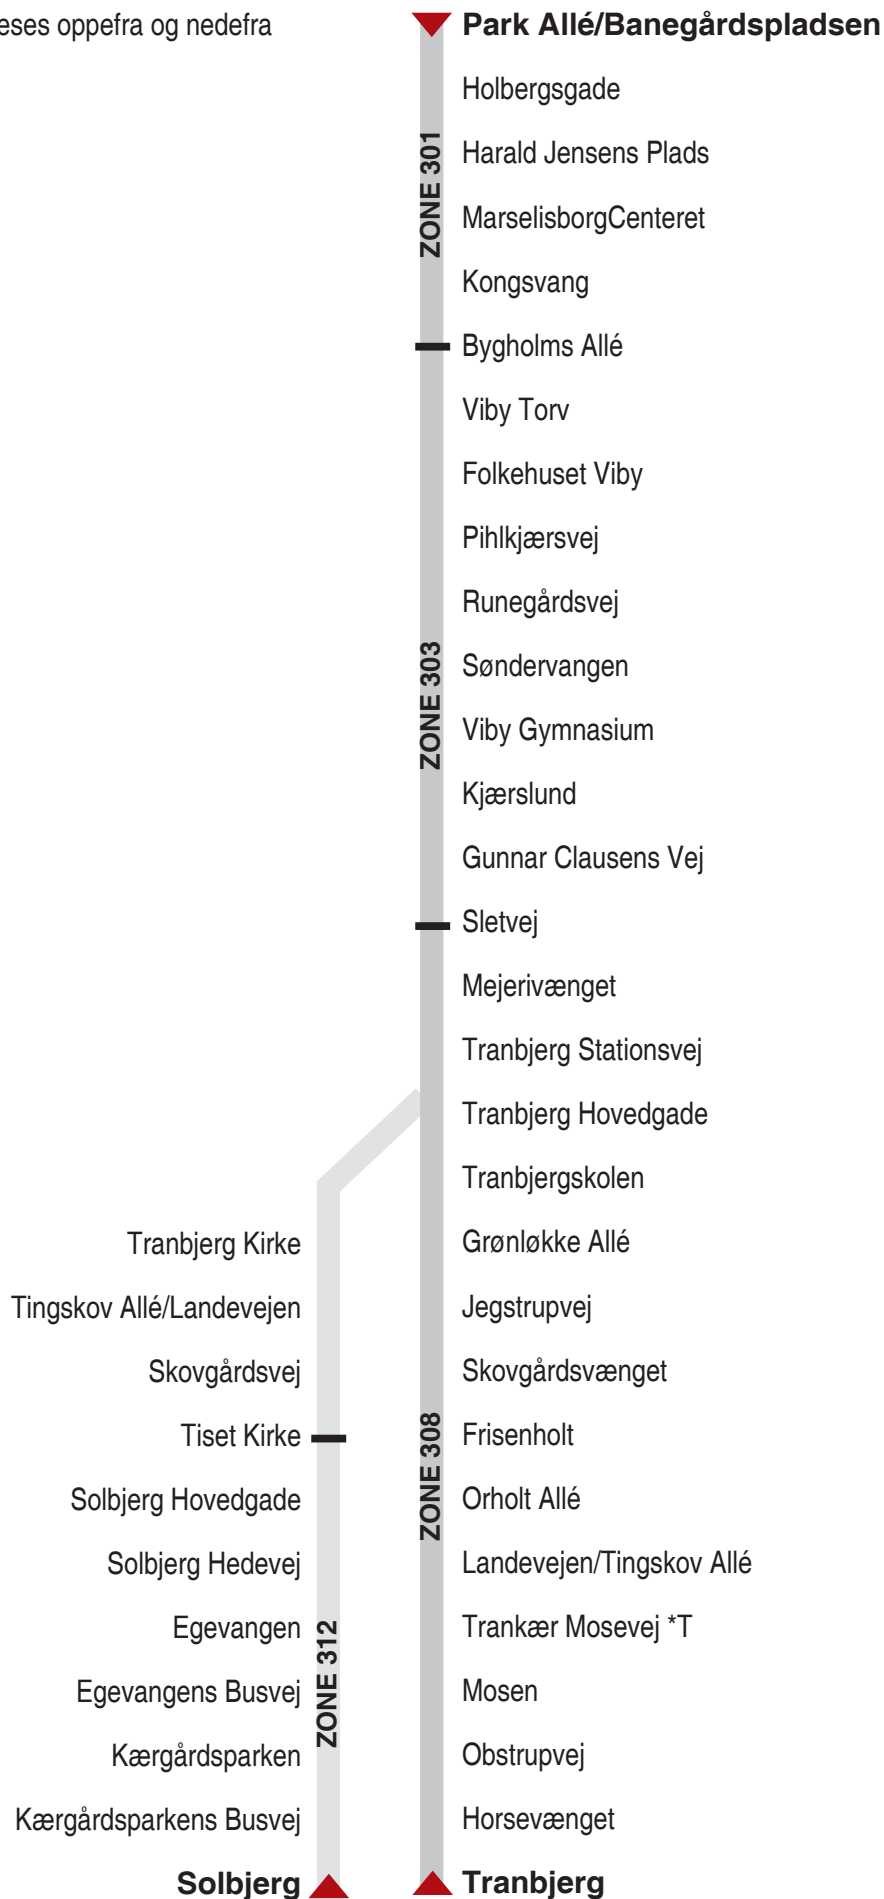 oppefra og nedefra
Park Allé/Banegårdspladsen
Holbergsgade
Harald Jensens Plads
MarselisborgCenteret
Kongsvang
ZONE 301
Bygholms Allé
Viby Torv
Folkehuset Viby
Pihlkjærsvej
Runegårdsvej
Søndervangen
Viby Gymnasium
Kjærslund
Gunnar Clausens Vej
ZONE 303
Sletvej
Mejerivænget
Tranbjerg Stationsvej
Tranbjerg Hovedgade
Tranbjergskolen
Grønløkke Allé
Jegstrupvej
Skovgårdsvænget
Frisenholt
Orholt Allé
Landevejen/Tingskov Allé
Trankær Mosevej *T
Mosen
Obstrupvej
Horsevænget
Tranbjerg
ZONE 308
Tranbjerg Kirke
Tingskov Allé/Landevejen
Skovgårdsvej
Tiset Kirke
Solbjerg Hovedgade
Solbjerg Hedevej
Egevangen
Egevangens Busvej
Kærgårdsparken
Kærgårdsparkens Busvej
Solbjerg
ZONE 312